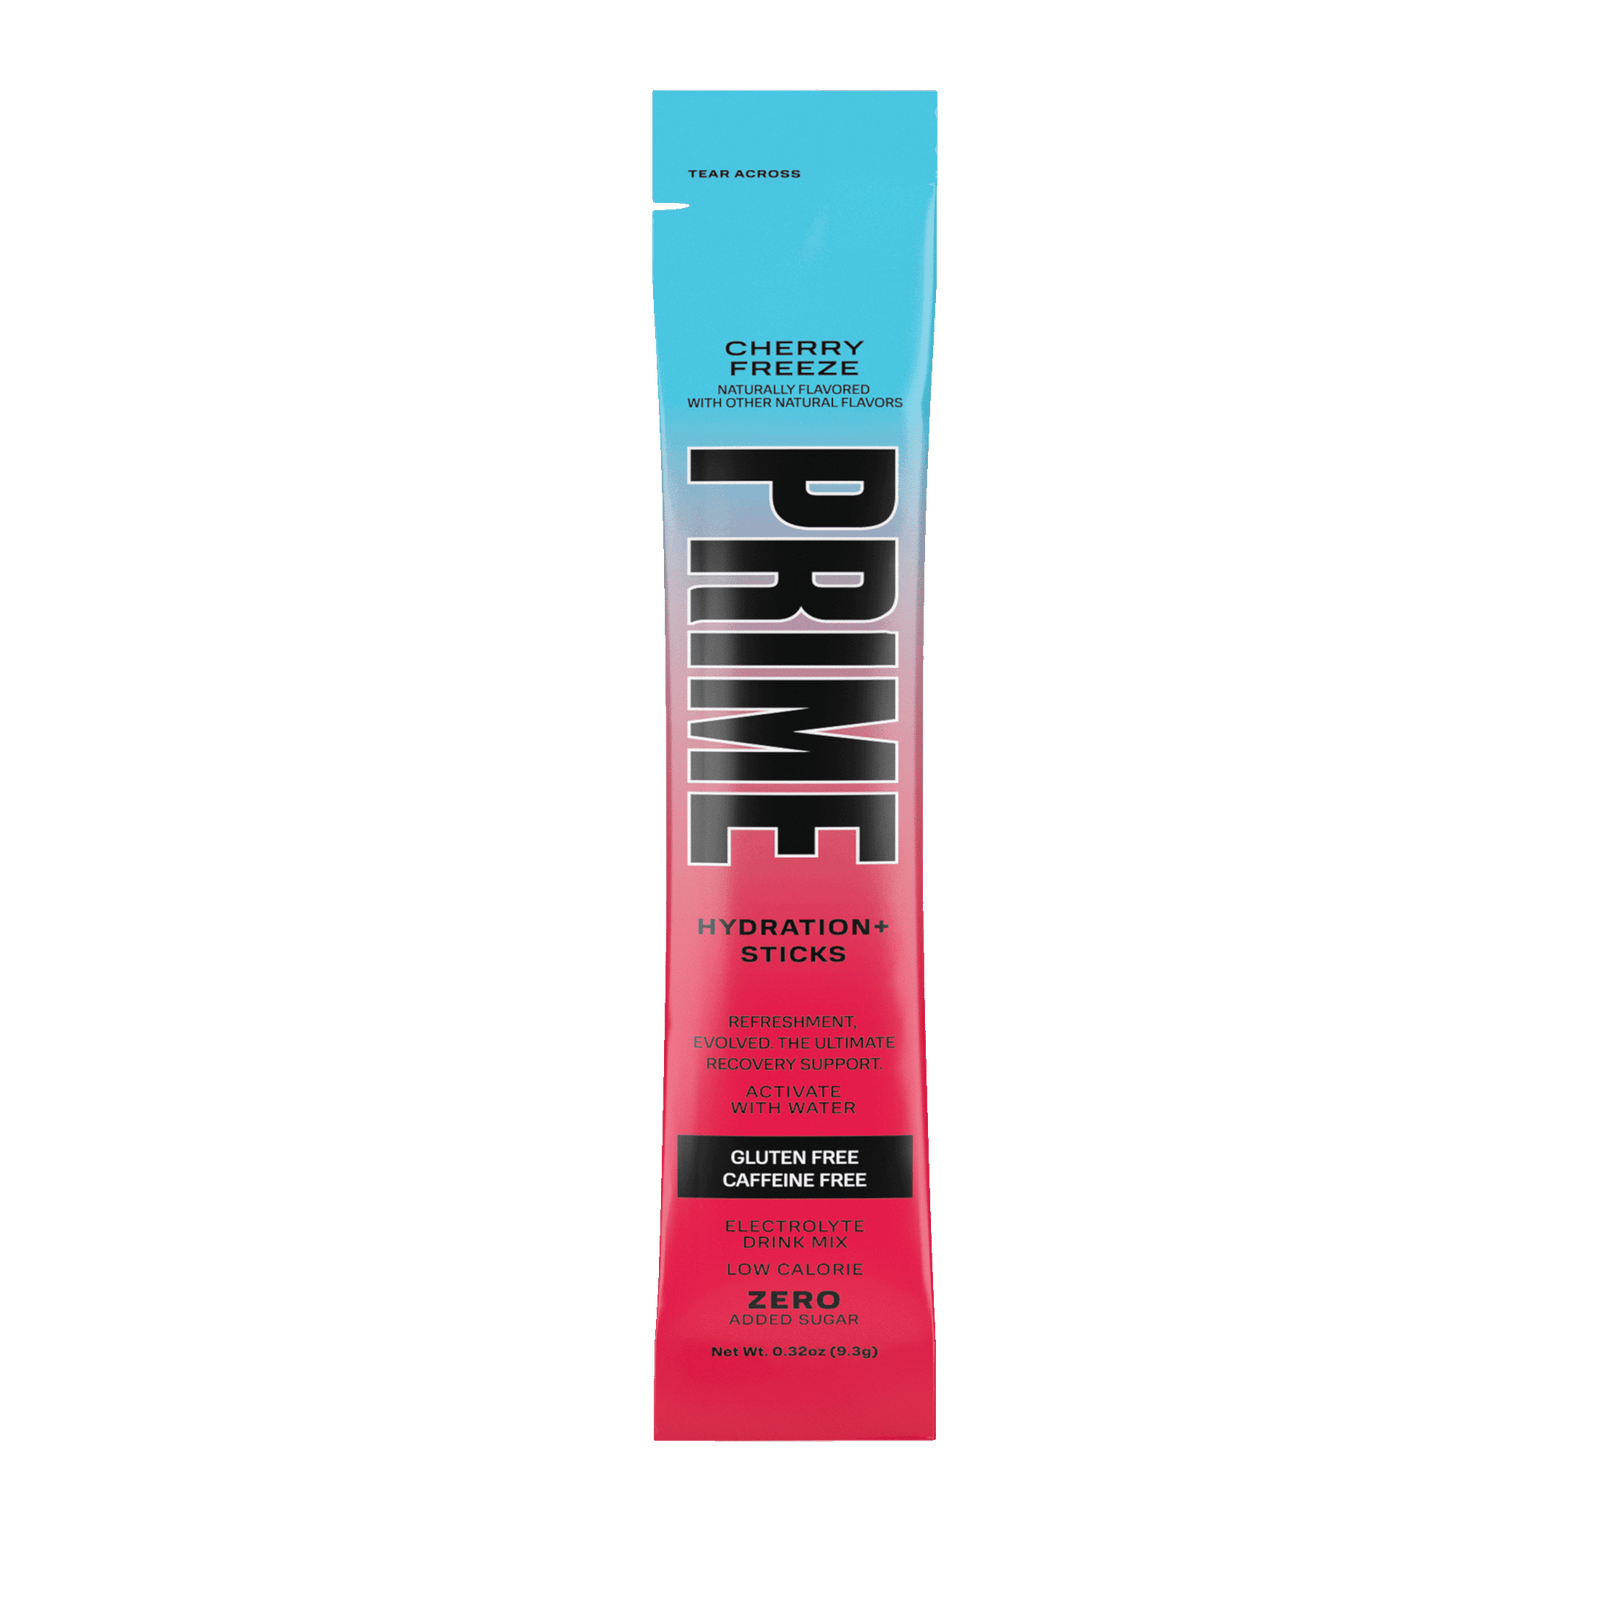 TEAR ACROSS
CHERRY
FREEZE
NATURALLY FLAVORED
WITH OTHER NATURAL FLAVORS
PRIME
HYDRATION+
STICKS
REFRESHMENT,
EVOLVED. THE ULTIMATE
RECOVERY SUPPORT.
ACTIVATE
WITH WATER
GLUTEN FREE
CAFFEINE FREE
ELECTROLYTE
DRINK MIX
LOW CALORIE
ZERO
ADDED SUGAR
Net Wt. 0.32oz (9.3g)